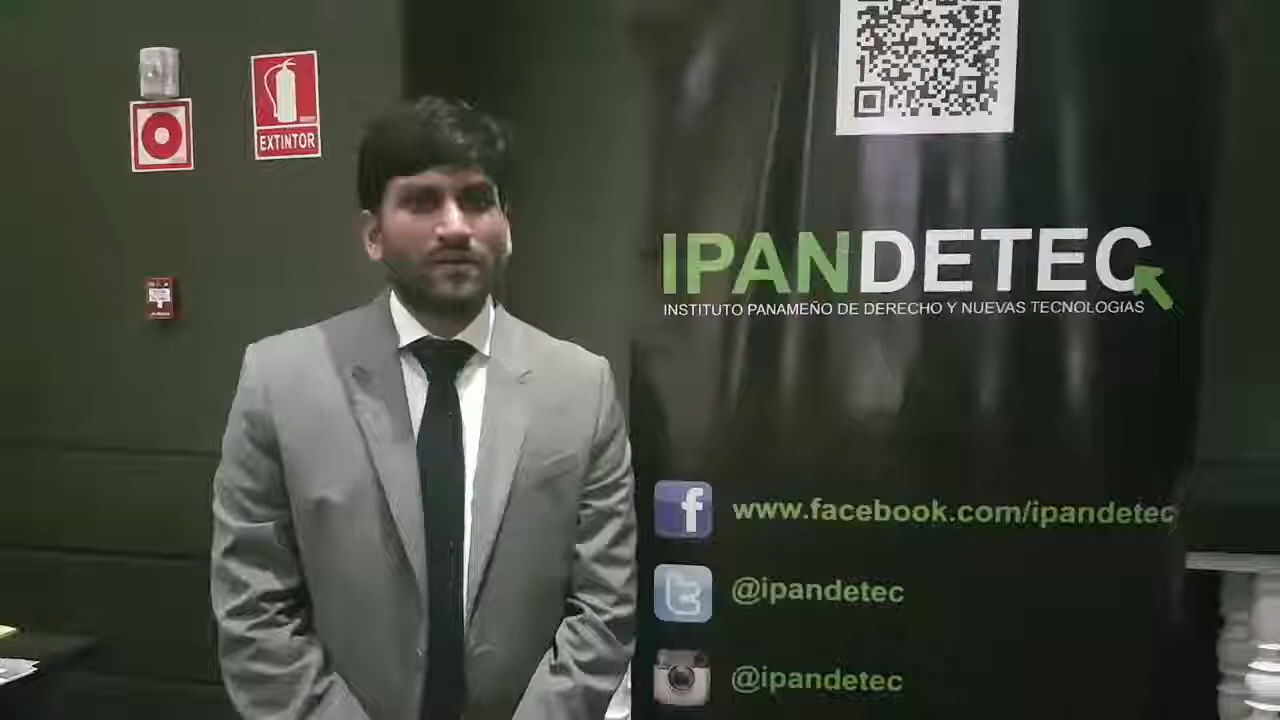 EXTINTOR
IPANDETEC
INSTITUTO PANAMEÑO DE DERECHO Y NUEVAS TECNOLOGIAS
f www.facebook.com/ipandetec
t @ipandetec
@ipandetec